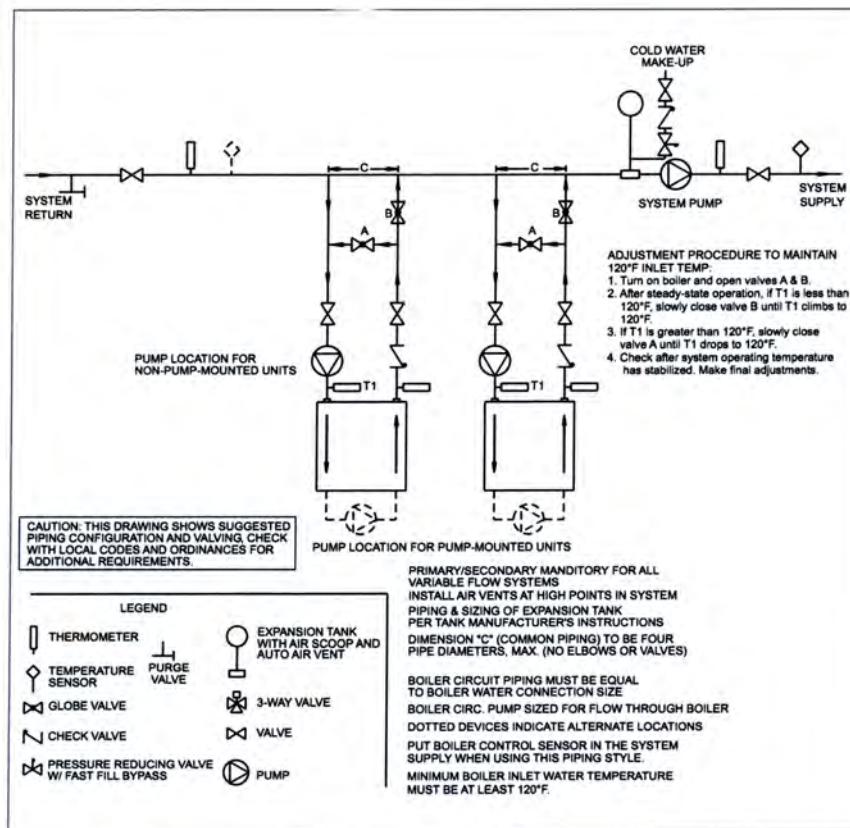 COLD WATER
MAKE-UP
C
C
SYSTEM
RETURN
B
B
SYSTEM PUMP
SYSTEM
SUPPLY
A
A
ADJUSTMENT PROCEDURE TO MAINTAIN
120°F INLET TEMP:
1. Turn on boiler and open valves A & B.
2. After steady-state operation, if T1 is less than
120°F, slowly close valve B until T1 climbs to
120°F.
3. If T1 is greater than 120°F, slowly close
valve A until T1 drops to 120°F.
4. Check after system operating temperature
has stabilized. Make final adjustments.
PUMP LOCATION FOR
NON-PUMP-MOUNTED UNITS
T1
T1
CAUTION: THIS DRAWING SHOWS SUGGESTED
PIPING CONFIGURATION AND VALVING, CHECK
WITH LOCAL CODES AND ORDINANCES FOR
ADDITIONAL REQUIREMENTS.
PUMP LOCATION FOR PUMP-MOUNTED UNITS
PRIMARY/SECONDARY MANDITORY FOR ALL
VARIABLE FLOW SYSTEMS
INSTALL AIR VENTS AT HIGH POINTS IN SYSTEM
PIPING & SIZING OF EXPANSION TANK
PER TANK MANUFACTURER'S INSTRUCTIONS
DIMENSION "C" (COMMON PIPING) TO BE FOUR
PIPE DIAMETERS, MAX. (NO ELBOWS OR VALVES)
BOILER CIRCUIT PIPING MUST BE EQUAL
TO BOILER WATER CONNECTION SIZE
BOILER CIRC. PUMP SIZED FOR FLOW THROUGH BOILER
DOTTED DEVICES INDICATE ALTERNATE LOCATIONS
PUT BOILER CONTROL SENSOR IN THE SYSTEM
SUPPLY WHEN USING THIS PIPING STYLE.
MINIMUM BOILER INLET WATER TEMPERATURE
MUST BE AT LEAST 120°F.
LEGEND
THERMOMETER
TEMPERATURE
SENSOR
PURGE
VALVE
GLOBE VALVE
CHECK VALVE
PRESSURE REDUCING VALVE
W/ FAST FILL BYPASS
EXPANSION TANK
WITH AIR SCOOP AND
AUTO AIR VENT
3-WAY VALVE
VALVE
PUMP